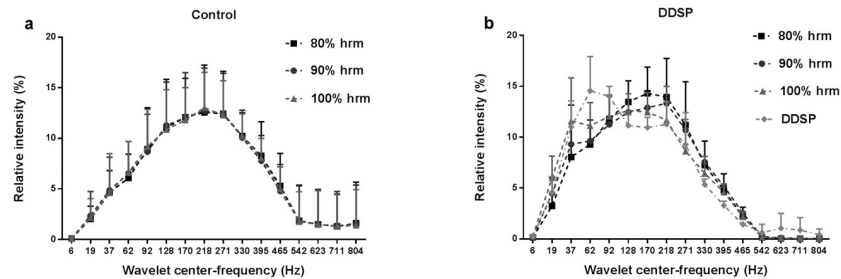 a
Control
Relative intensity (%)
20
15
10
5
0
80% hrm
90% hrm
100% hrm
6 19 37 62 92 128 170 218 271 330 395 465 542 623 711 804
Wavelet center-frequency (Hz)
b
DDSP
Relative intensity (%)
20
15
10
5
0
80% hrm
90% hrm
100% hrm
DDSP
6 19 37 62 92 128 170 218 271 330 395 465 542 623 711 804
Wavelet center-frequency (Hz)